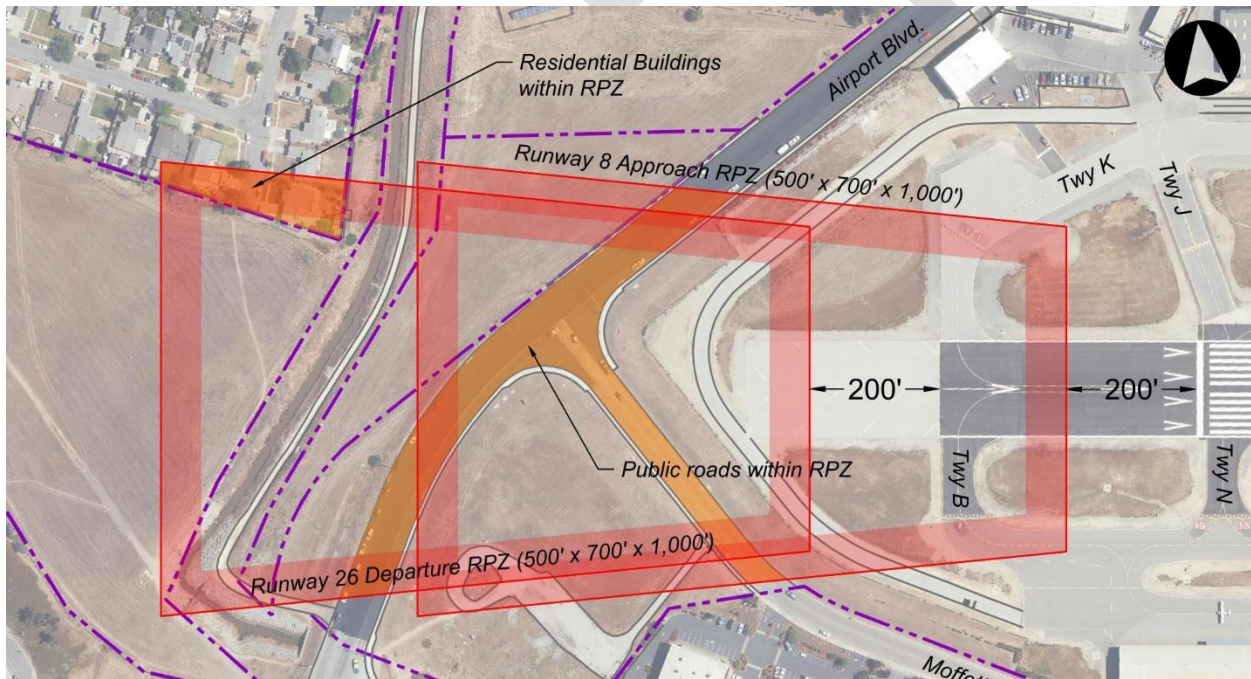 Residential Buildings
within RPZ
Airport Blvd.
Runway 8 Approach RPZ (500' x 700' x 1,000')
Twy K
Twy J
200'
200'
Public roads within RPZ
Twy B
Twy N
Runway 26 Departure RPZ (500' x 700' x 1,000')
Moffett